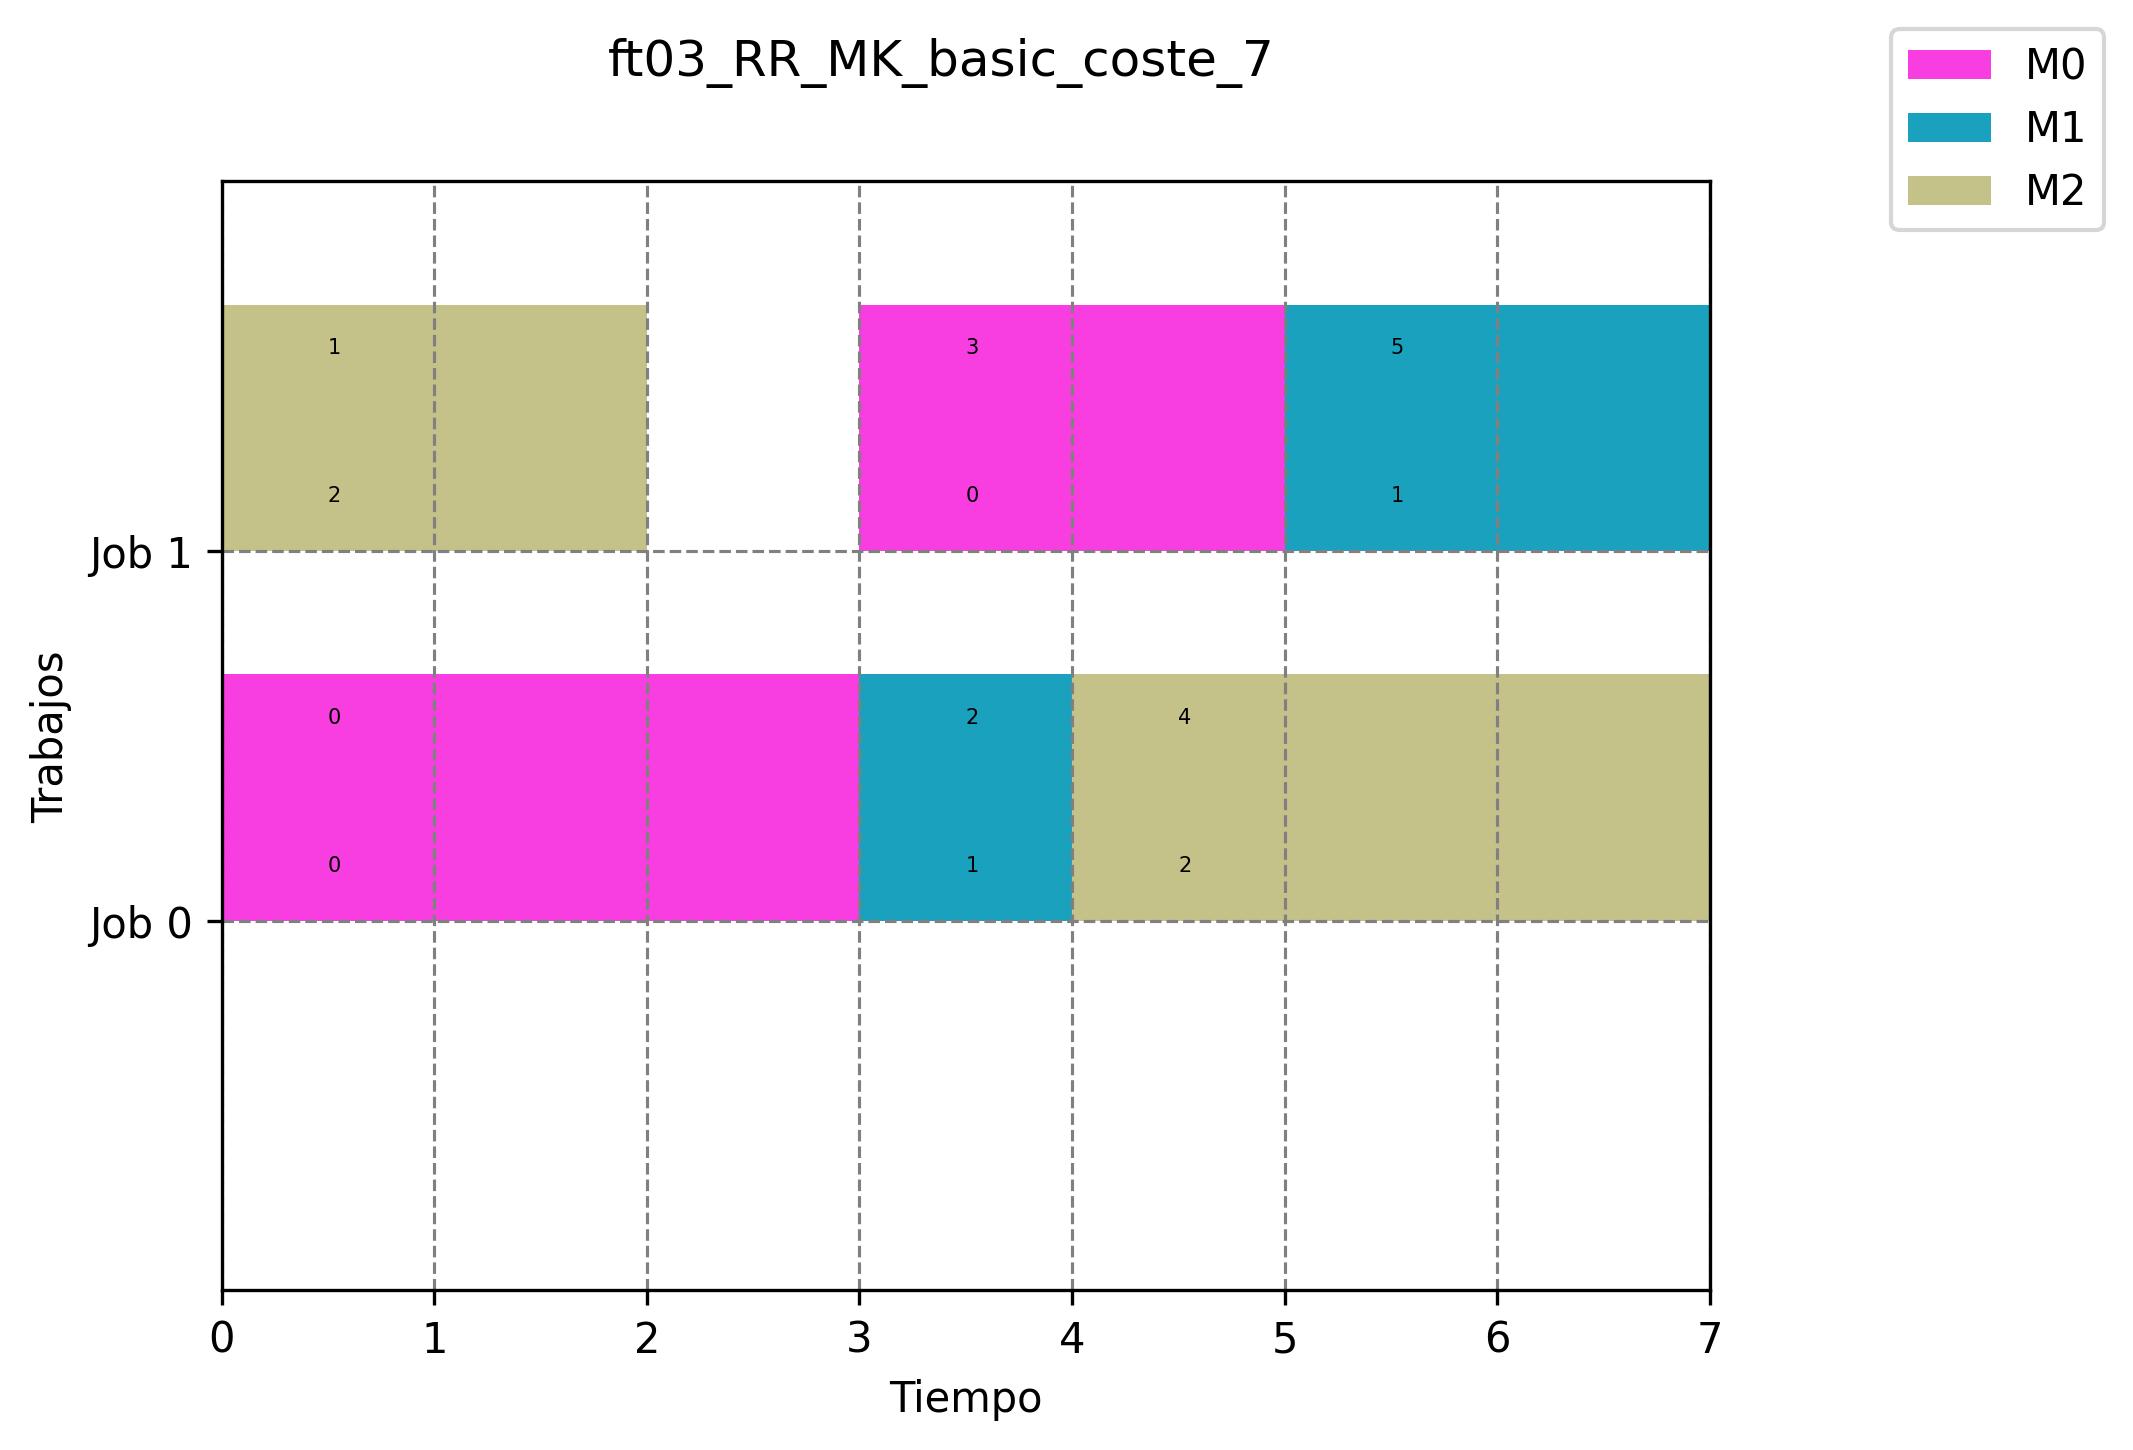 ft03_RR_MK_basic_coste_7
M0
M1
M2
1 3 5
2 0 1
Job 1
0 2 4
0 1 2
Job 0
Trabajos
0 1 2 3 4 5 6 7
Tiempo